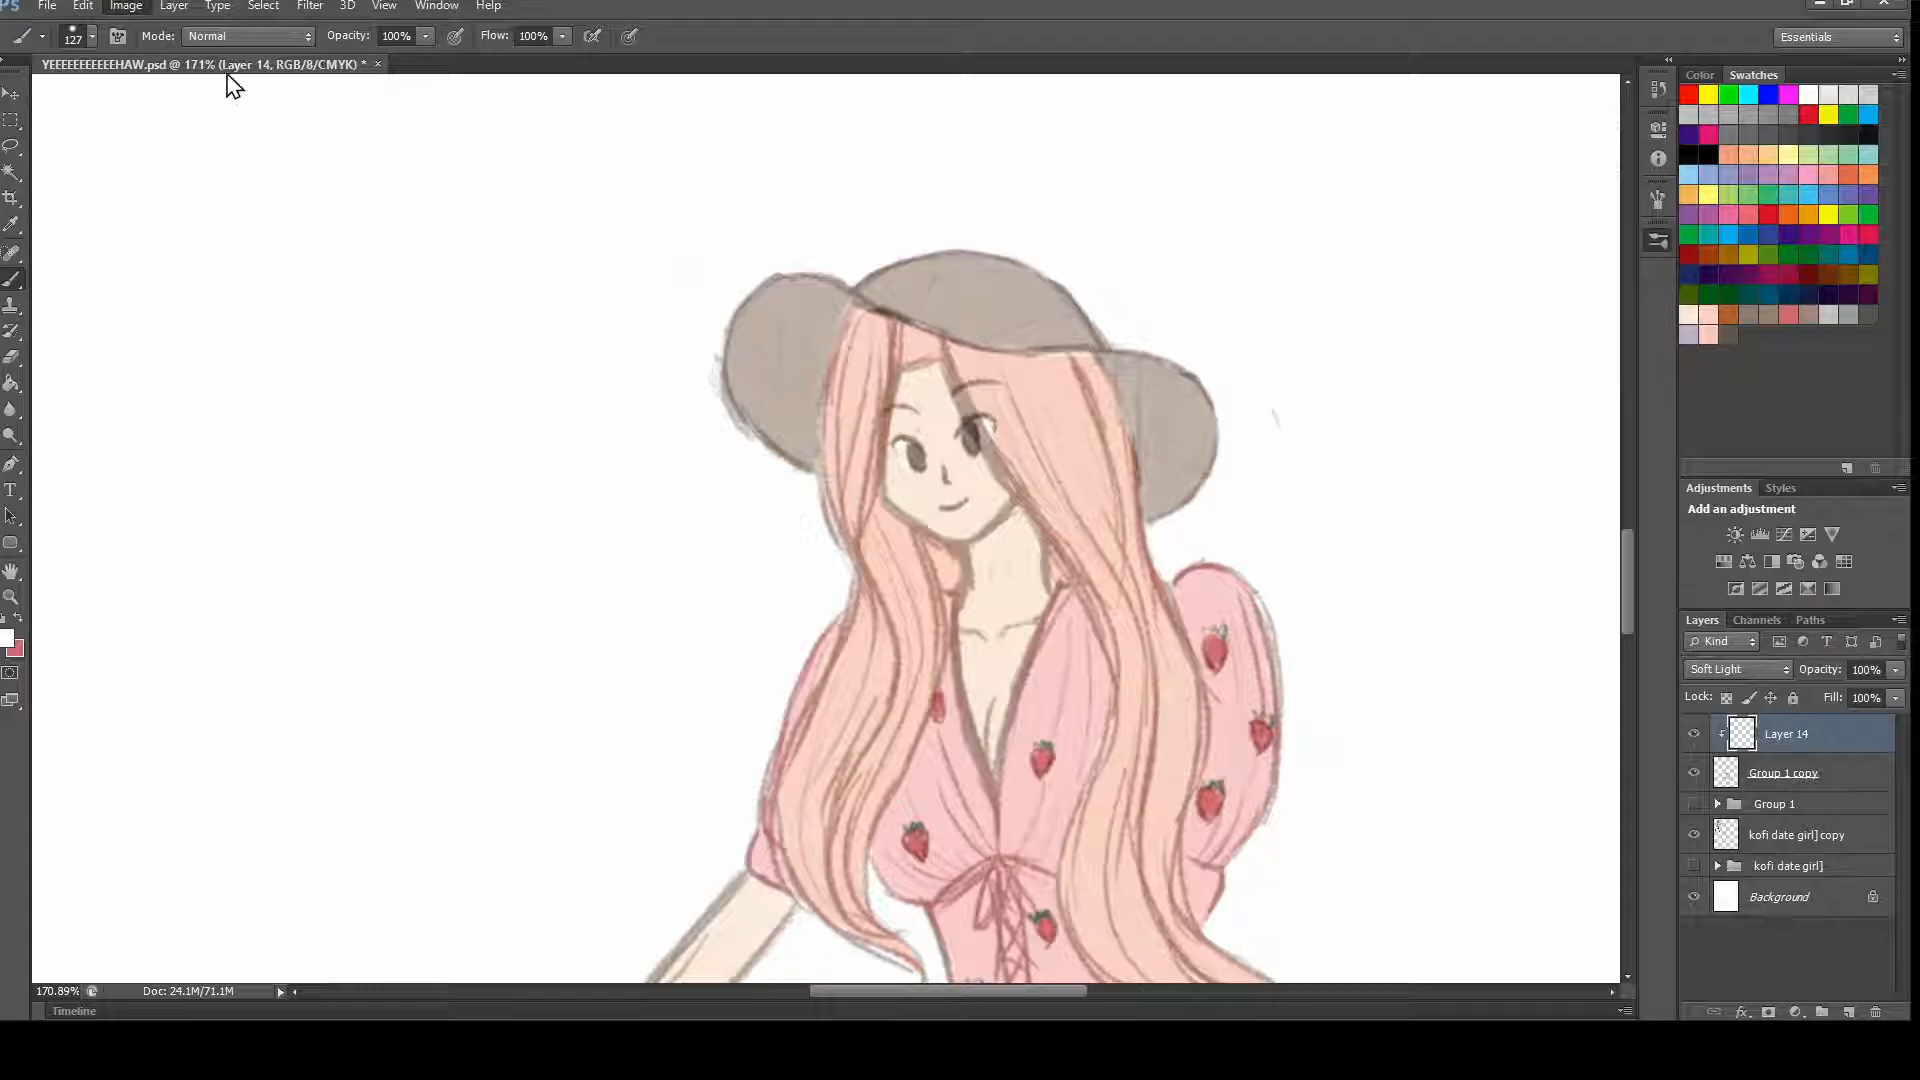 PS File Edit Image Layer Type Select Filter 3D View Window Help
127 Mode: Normal Opacity: 100% Flow: 100% Essentials
YEEEEEEEEEEEHAW.psd @ 171% (Layer 14, RGB/8/CMYK) * ×
Color Swatches
Adjustments Styles
Add an adjustment
Layers Channels Paths
Kind
Soft Light Opacity: 100%
Lock: Fill: 100%
Layer 14
Group 1 copy
Group 1
kofi date girl] copy
kofi date girl]
Background
170.89% Doc: 24.1M/71.1M
Timeline